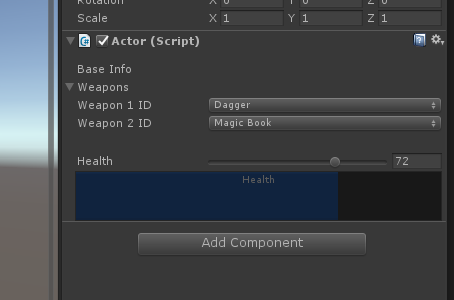 Rotation X 0 Y 0 Z 0
Scale X 1 Y 1 Z 1
Actor (Script)
Base Info
Weapons
Weapon 1 ID Dagger
Weapon 2 ID Magic Book
Health 72
Health
Add Component